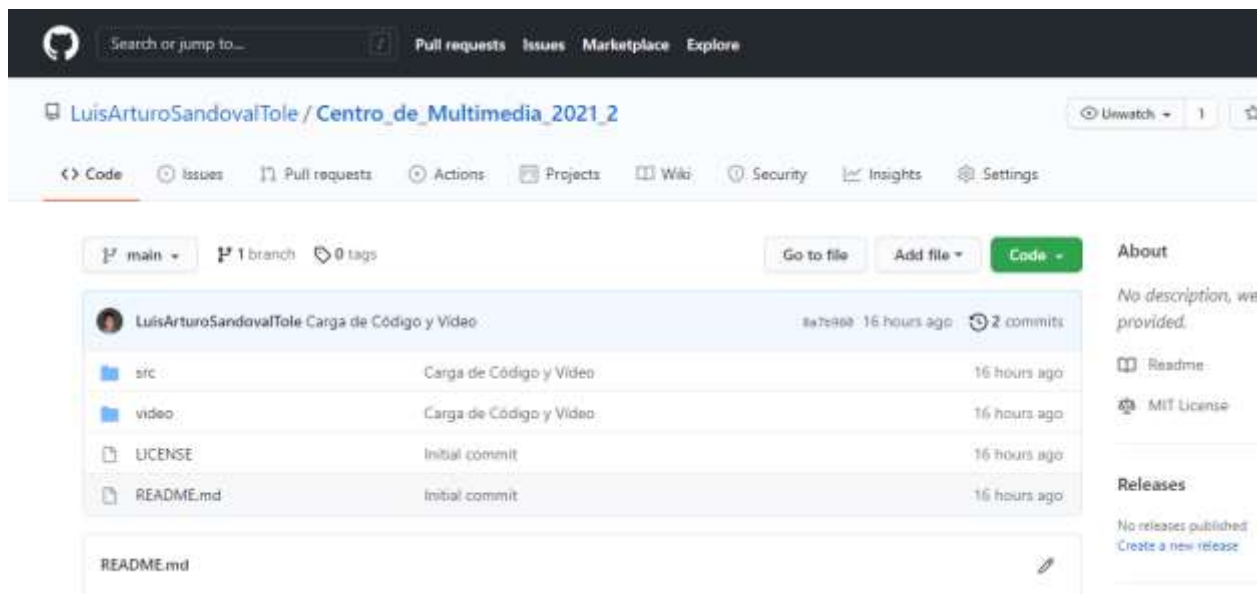 Search or jump to... / Pull requests Issues Marketplace Explore
LuisArturoSandovalTole / Centro_de_Multimedia_2021_2 Unwatch 1
<> Code Issues Pull requests Actions Projects Wiki Security Insights Settings
main 1 branch 0 tags Go to file Add file Code
About
No description, we
provided.
LuisArturoSandovalTole Carga de Código y Vídeo 16 hours ago 2 commits
src Carga de Código y Vídeo 16 hours ago
video Carga de Código y Vídeo 16 hours ago
LICENSE Initial commit 16 hours ago
README.md Initial commit 16 hours ago
Readme
MIT License
Releases
No releases published
Create a new release
README.md